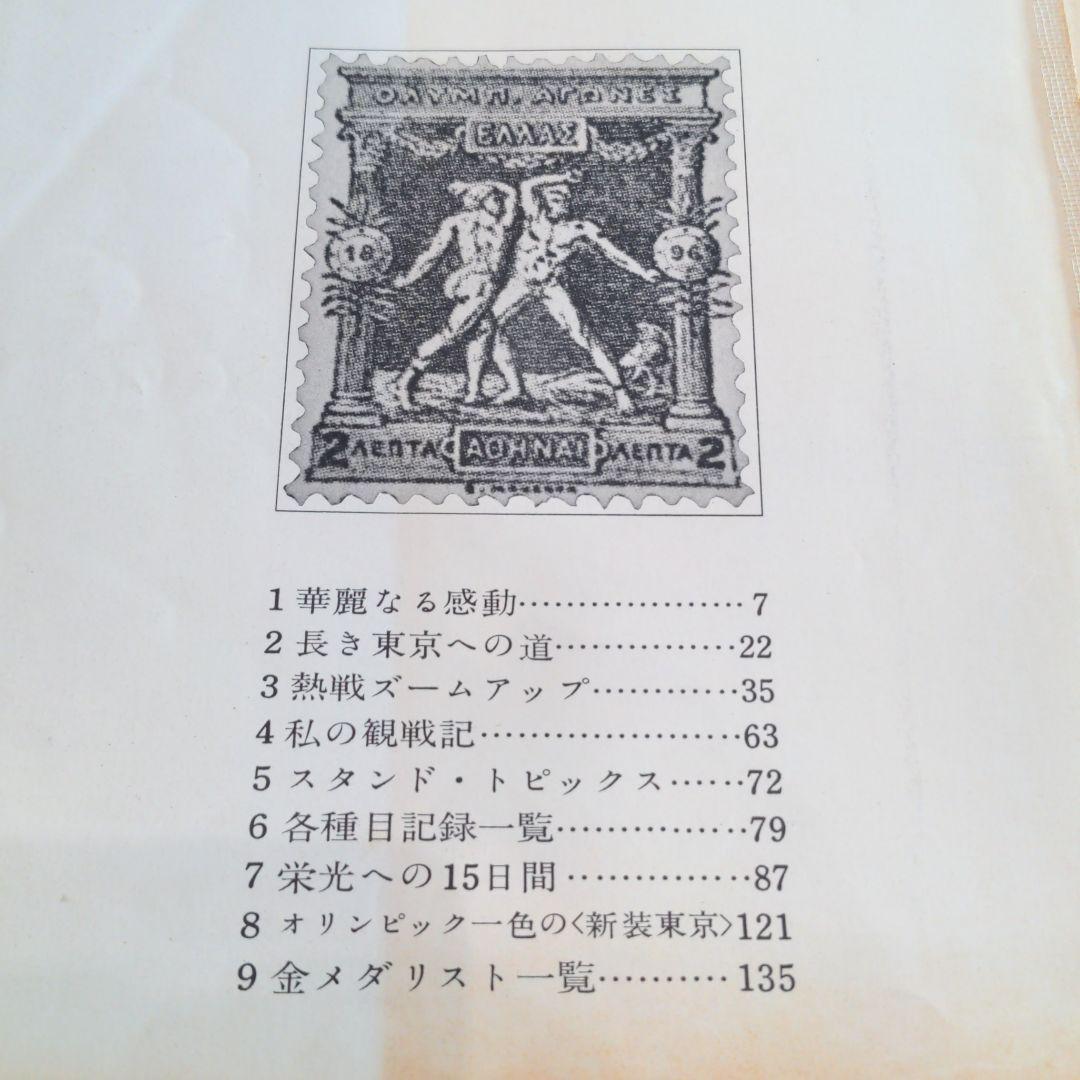 ΟΛΥΜΠ. ΑΓΩΝΕΣ
ΕΛΛΑΣ
18 96
2 ΛΕΠΤΑ ΑΘΗΝΑΙ ΛΕΠΤΑ 2
1 華麗なる感動………………… 7
2 長き東京への道……………22
3 熱戦ズームアップ…………35
4 私の観戦記……………………63
5 スタンド・トピックス……72
6 各種目記録一覧………………79
7 栄光への15日間………………87
8 オリンピック一色の〈新装東京〉121
9 金メダリスト一覧………… 135